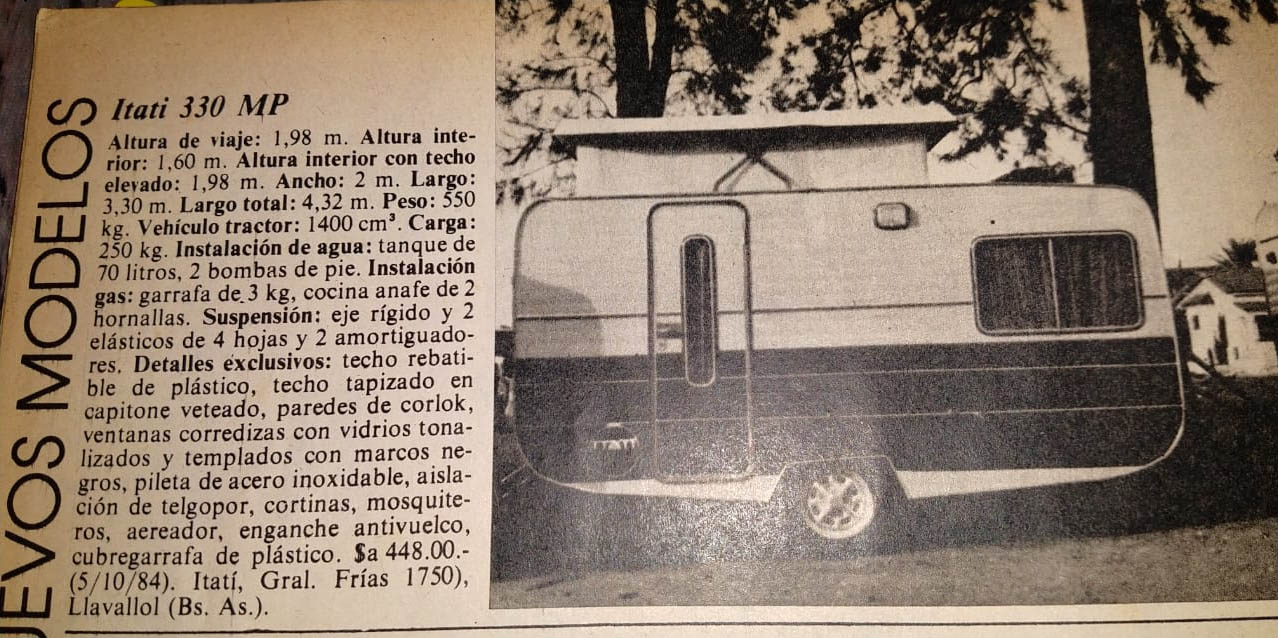 UEVOS MODELOS
Itati 330 MP
Altura de viaje: 1,98 m. Altura inte-
rior: 1,60 m. Altura interior con techo
elevado: 1,98 m. Ancho: 2 m. Largo:
3,30 m. Largo total: 4,32 m. Peso: 550
kg. Vehículo tractor: 1400 cm³. Carga:
250 kg. Instalación de agua: tanque de
70 litros, 2 bombas de pie. Instalación
gas: garrafa de 3 kg, cocina anafe de 2
hornallas. Suspensión: eje rígido y 2
elásticos de 4 hojas y 2 amortiguado-
res. Detalles exclusivos: techo rebati-
ble de plástico, techo tapizado en
capitone veteado, paredes de corlok,
ventanas corredizas con vidrios tona-
lizados y templados con marcos ne-
gros, pileta de acero inoxidable, aisla-
ción de telgopor, cortinas, mosquite-
ros, aereador, enganche antivuelco,
cubregarrafa de plástico. $a 448.00.-
(5/10/84). Itatí, Gral. Frías 1750),
Llavallol (Bs. As.).